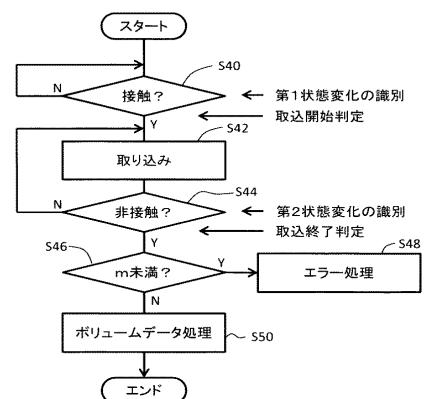 スタート
S40
N
接触？
第１状態変化の識別
Y
取込開始判定
S42
取り込み
S44
N
非接触？
第２状態変化の識別
Y
取込終了判定
S46
S48
m未満？
Y
エラー処理
N
ボリュームデータ処理
S50
エンド